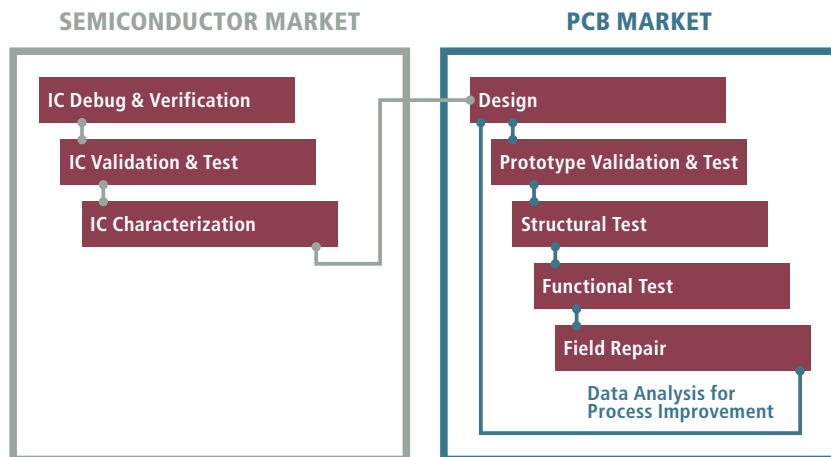 SEMICONDUCTOR MARKET
IC Debug & Verification
IC Validation & Test
IC Characterization
PCB MARKET
Design
Prototype Validation & Test
Structural Test
Functional Test
Field Repair
Data Analysis for
Process Improvement